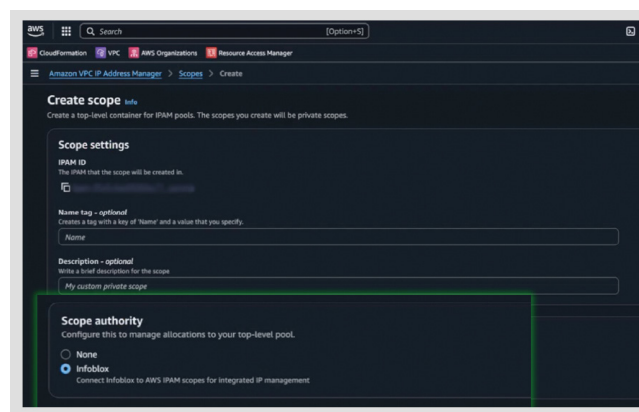 aws
Search
[Option+S]
CloudFormation
VPC
AWS Organizations
Resource Access Manager
Amazon VPC IP Address Manager > Scopes > Create
Create scope Info
Create a top-level container for IPAM pools. The scopes you create will be private scopes.
Scope settings
IPAM ID
The IPAM that the scope will be created in.
Name tag - optional
Creates a tag with a key of 'Name' and a value that you specify.
Name
Description - optional
Write a brief description for the scope
My custom private scope
Scope authority
Configure this to manage allocations to your top-level pool.
None
Infoblox
Connect Infoblox to AWS IPAM scopes for integrated IP management